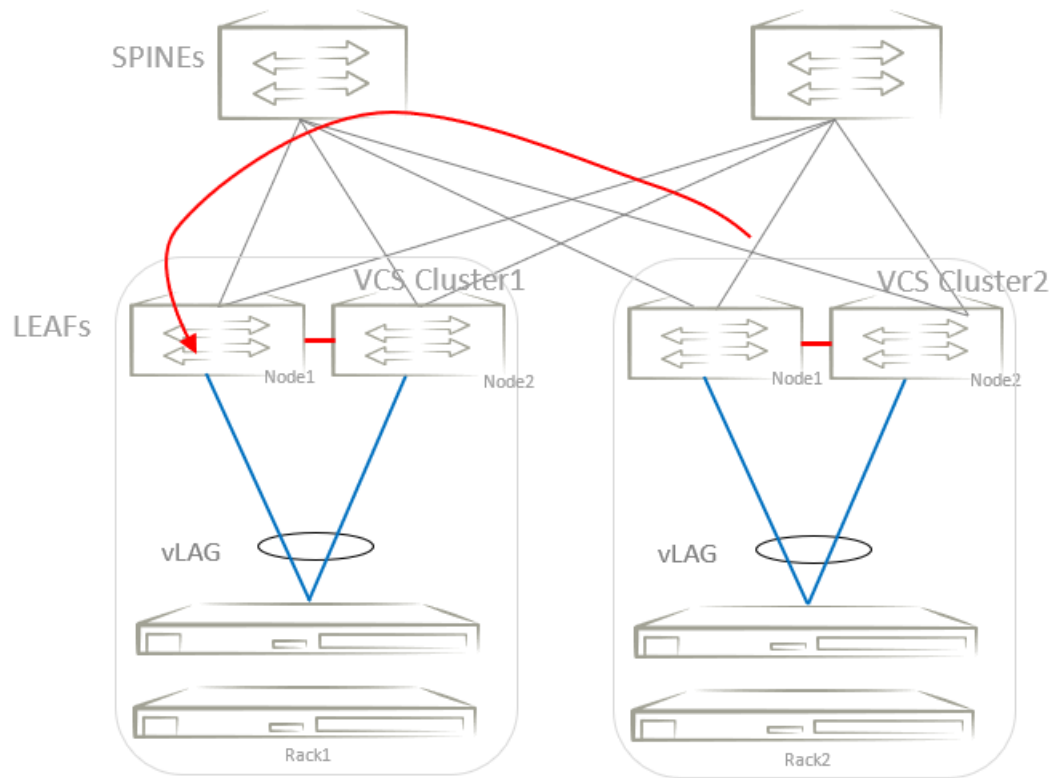 SPINEs
VCS Cluster1
VCS Cluster2
LEAFs
Node1
Node2
Node1
Node2
vLAG
vLAG
Rack1
Rack2